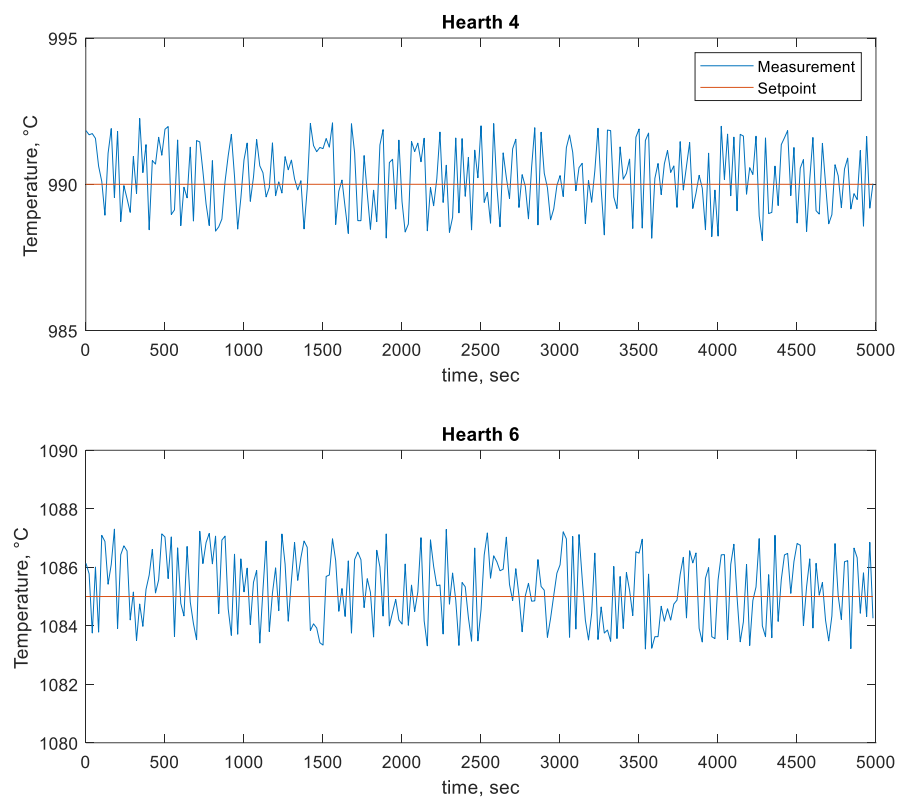 Hearth 4
995
990
985
Temperature, °C
Measurement
Setpoint
0 500 1000 1500 2000 2500 3000 3500 4000 4500 5000
time, sec
Hearth 6
1090
1088
1086
1084
1082
1080
Temperature, °C
0 500 1000 1500 2000 2500 3000 3500 4000 4500 5000
time, sec